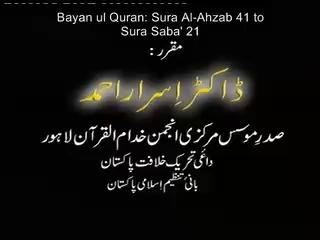 Bayan ul Quran: Sura Al-Ahzab 41 to
Sura Saba' 21
مقرر :
ڈاکٹر اسرار احمد
صدر مؤسس مرکزی انجمن خدام القرآن لاہور
داعی تحریک خلافت پاکستان
بانی تنظیم اسلامی پاکستان